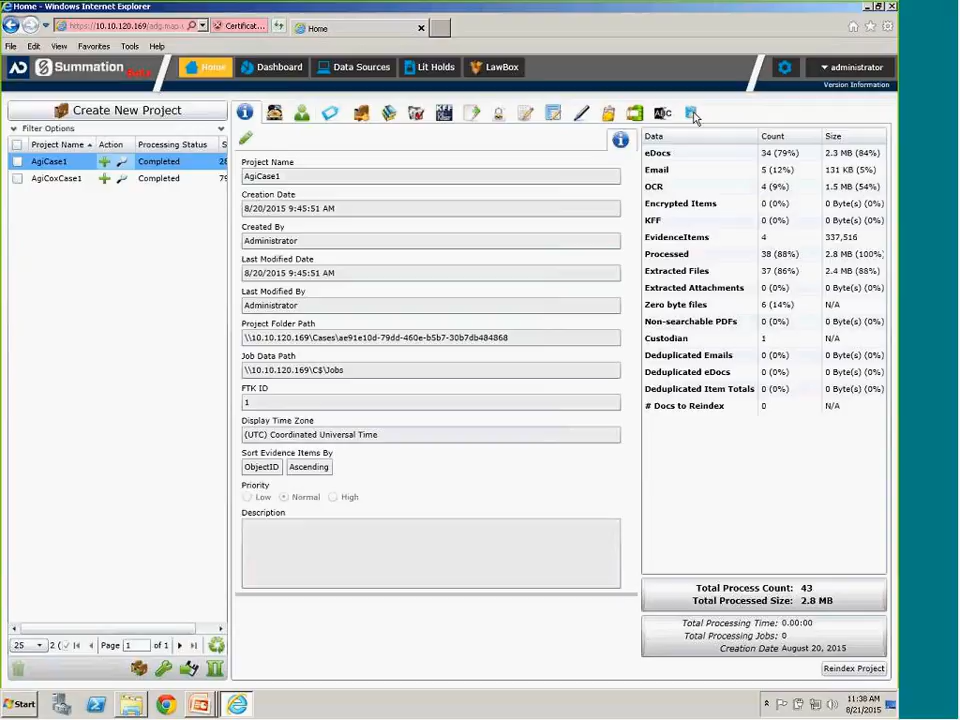 Home - Windows Internet Explorer
https://10.10.120.169/adg.map. Certificat... Home
File Edit View Favorites Tools Help
Summation Beta Home Dashboard Data Sources Lit Holds LawBox administrator
Version Information
Create New Project
Filter Options
Project Name Action Processing Status S
AgiCase1 Completed 28
AgiCoxCase1 Completed 79
Project Name
AgiCase1
Creation Date
8/20/2015 9:45:51 AM
Created By
Administrator
Last Modified Date
8/20/2015 9:45:51 AM
Last Modified By
Administrator
Project Folder Path
\\10.10.120.169\Cases\ae91e10d-79dd-460e-b5b7-30b7db484868
Job Data Path
\\10.10.120.169\C$\Jobs
FTK ID
1
Display Time Zone
(UTC) Coordinated Universal Time
Sort Evidence Items By
ObjectID Ascending
Priority
Low Normal High
Description
Data Count Size
eDocs 34 (79%) 2.3 MB (84%)
Email 5 (12%) 131 KB (5%)
OCR 4 (9%) 1.5 MB (54%)
Encrypted Items 0 (0%) 0 Byte(s) (0%)
KFF 0 (0%) 0 Byte(s) (0%)
EvidenceItems 4 337,516
Processed 38 (88%) 2.8 MB (100%)
Extracted Files 37 (86%) 2.4 MB (88%)
Extracted Attachments 0 (0%) 0 Byte(s) (0%)
Zero byte files 6 (14%) N/A
Non-searchable PDFs 0 (0%) 0 Byte(s) (0%)
Custodian 1 N/A
Deduplicated Emails 0 (0%) 0 Byte(s) (0%)
Deduplicated eDocs 0 (0%) 0 Byte(s) (0%)
Deduplicated Item Totals 0 (0%) 0 Byte(s) (0%)
# Docs to Reindex 0 N/A
Total Process Count: 43
Total Processed Size: 2.8 MB
Total Processing Time: 0.00:00
Total Processing Jobs: 0
Creation Date August 20, 2015
Reindex Project
25 2 Page 1 of 1
Start
11:38 AM
8/21/2015